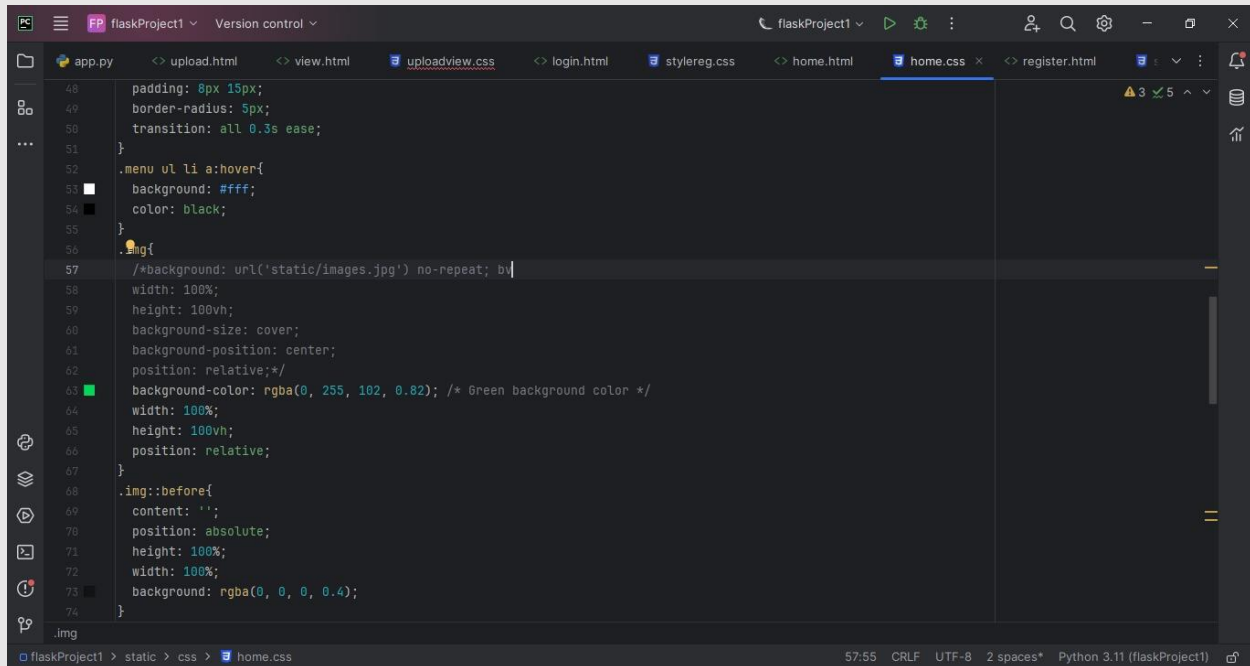 PC FP flaskProject1 Version control flaskProject1
app.py <> upload.html <> view.html uploadview.css <> login.html stylereg.css <> home.html home.css × <> register.html s
48 padding: 8px 15px; 3 5
49 border-radius: 5px;
50 transition: all 0.3s ease;
51 }
52 .menu ul li a:hover{
53 background: #fff;
54 color: black;
55 }
56 .img{
57 /*background: url('static/images.jpg') no-repeat; bv
58 width: 100%;
59 height: 100vh;
60 background-size: cover;
61 background-position: center;
62 position: relative;*/
63 background-color: rgba(0, 255, 102, 0.82); /* Green background color */
64 width: 100%;
65 height: 100vh;
66 position: relative;
67 }
68 .img::before{
69 content: '';
70 position: absolute;
71 height: 100%;
72 width: 100%;
73 background: rgba(0, 0, 0, 0.4);
74 }
.img
flaskProject1 > static > css > home.css 57:55 CRLF UTF-8 2 spaces* Python 3.11 (flaskProject1)